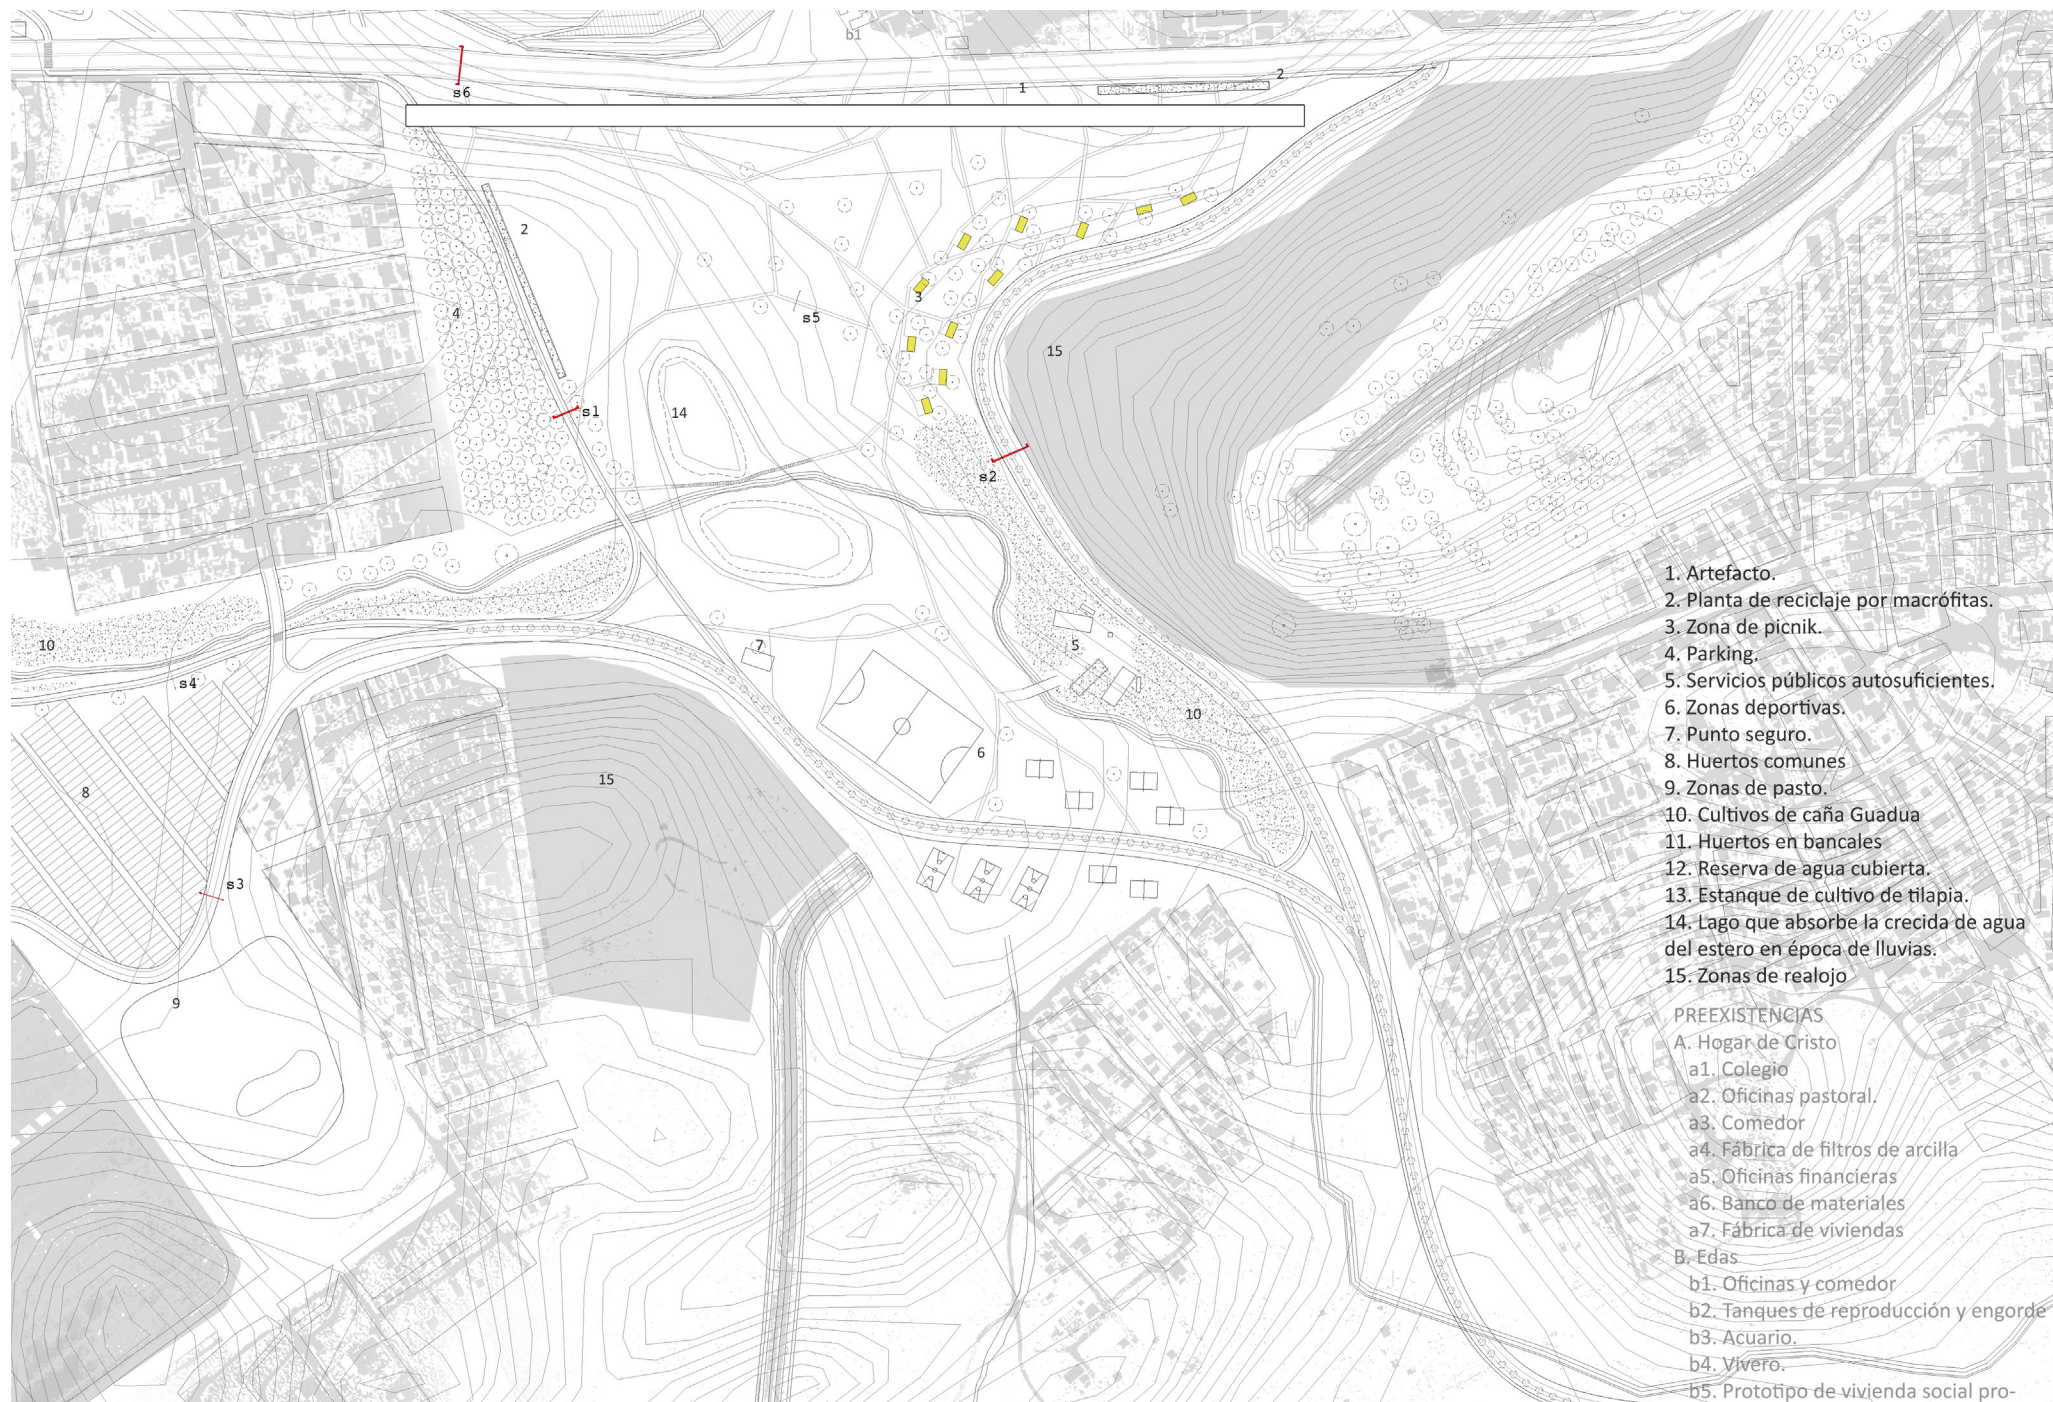 b1
2
1
s6
2
4
3
s5
15
14
s1
s2
10
7
5
s4
10
6
15
8
s3
9
1. Artefacto.
2. Planta de reciclaje por macrófitas.
3. Zona de picnik.
4. Parking.
5. Servicios públicos autosuficientes.
6. Zonas deportivas.
7. Punto seguro.
8. Huertos comunes
9. Zonas de pasto.
10. Cultivos de caña Guadua
11. Huertos en bancales
12. Reserva de agua cubierta.
13. Estanque de cultivo de tilapia.
14. Lago que absorbe la crecida de agua
del estero en época de lluvias.
15. Zonas de realojo
PREEXISTENCIAS
A. Hogar de Cristo
a1. Colegio
a2. Oficinas pastoral.
a3. Comedor
a4. Fábrica de filtros de arcilla
a5. Oficinas financieras
a6. Banco de materiales
a7. Fábrica de viviendas
B. Edas
b1. Oficinas y comedor
b2. Tanques de reproducción y engorde
b3. Acuario.
b4. Vivero.
b5. Prototipo de vivienda social pro-